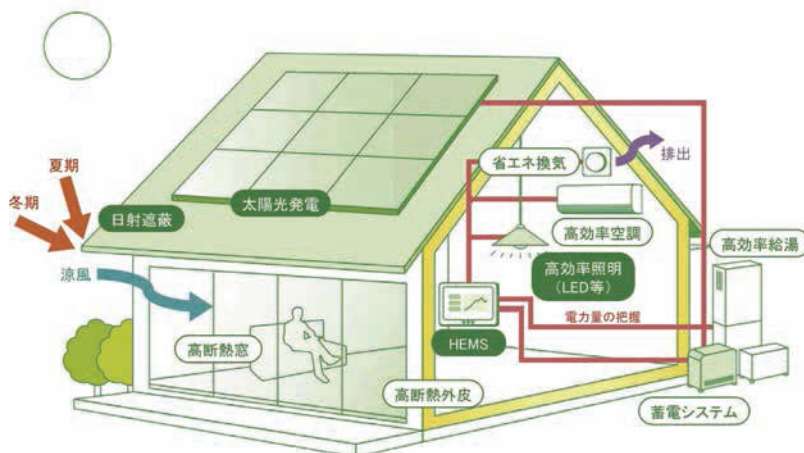 夏期
冬期
日射遮蔽
太陽光発電
涼風
高断熱窓
省エネ換気
排出
高効率空調
高効率給湯
高効率照明
（LED等）
電力量の把握
HEMS
高断熱外皮
蓄電システム